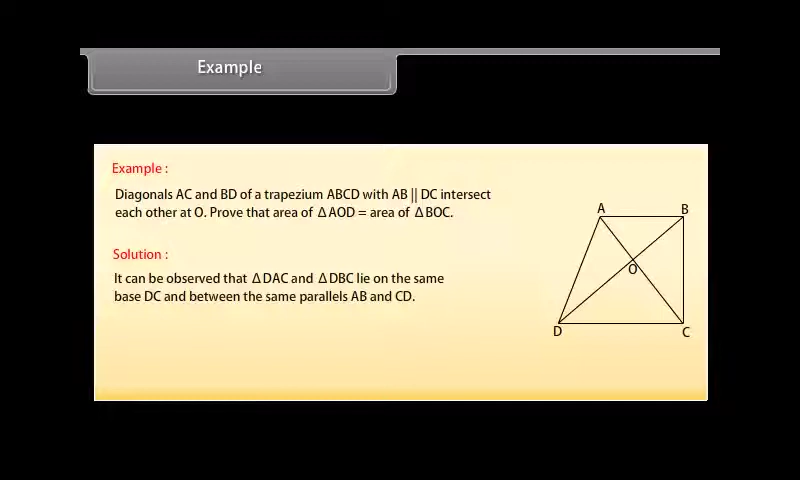 Example
Example :
Diagonals AC and BD of a trapezium ABCD with AB || DC intersect
each other at O. Prove that area of ΔAOD = area of ΔBOC.
Solution :
It can be observed that ΔDAC and ΔDBC lie on the same
base DC and between the same parallels AB and CD.
A
B
O
D
C